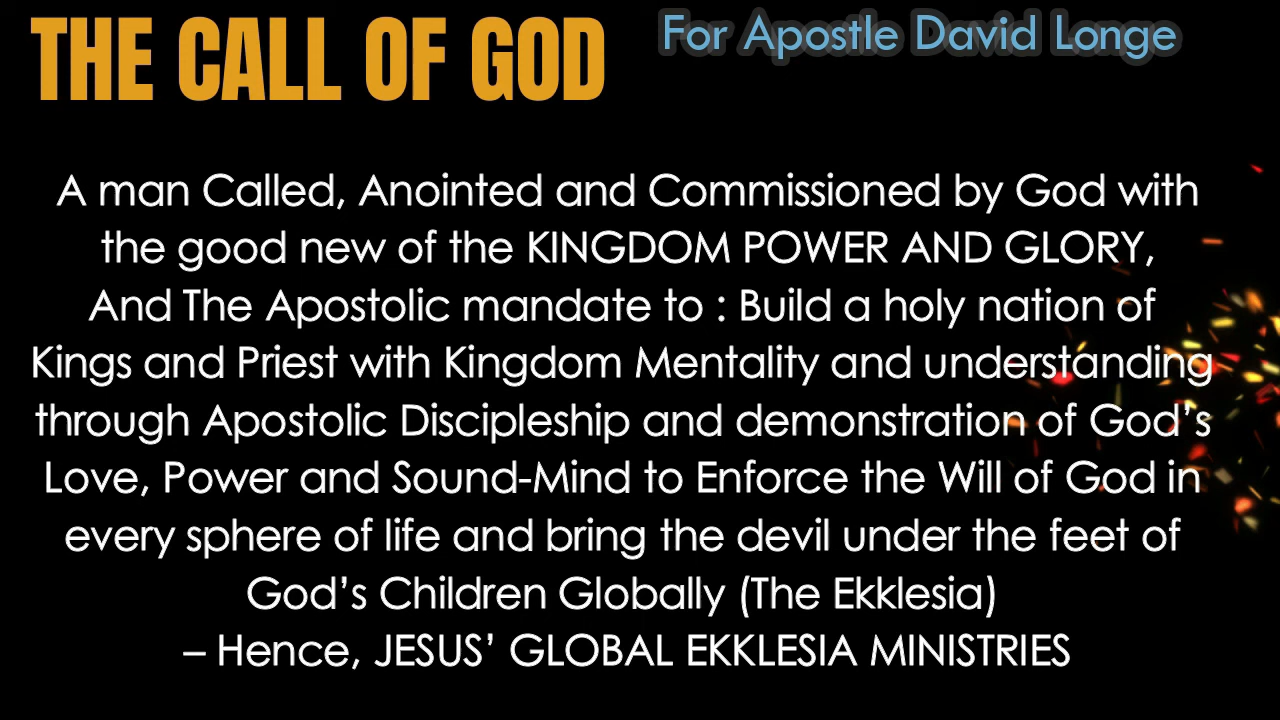 THE CALL OF GOD
For Apostle David Longe
A man Called, Anointed and Commissioned by God with
the good new of the KINGDOM POWER AND GLORY,
And The Apostolic mandate to : Build a holy nation of
Kings and Priest with Kingdom Mentality and understanding
through Apostolic Discipleship and demonstration of God’s
Love, Power and Sound-Mind to Enforce the Will of God in
every sphere of life and bring the devil under the feet of
God’s Children Globally (The Ekklesia)
– Hence, JESUS’ GLOBAL EKKLESIA MINISTRIES